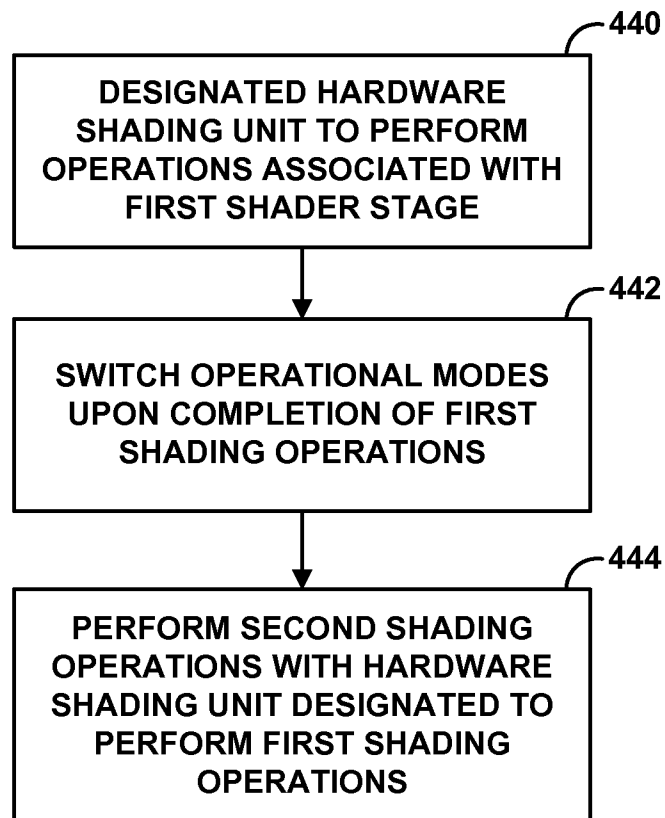 440
DESIGNATED HARDWARE
SHADING UNIT TO PERFORM
OPERATIONS ASSOCIATED WITH
FIRST SHADER STAGE
442
SWITCH OPERATIONAL MODES
UPON COMPLETION OF FIRST
SHADING OPERATIONS
444
PERFORM SECOND SHADING
OPERATIONS WITH HARDWARE
SHADING UNIT DESIGNATED TO
PERFORM FIRST SHADING
OPERATIONS